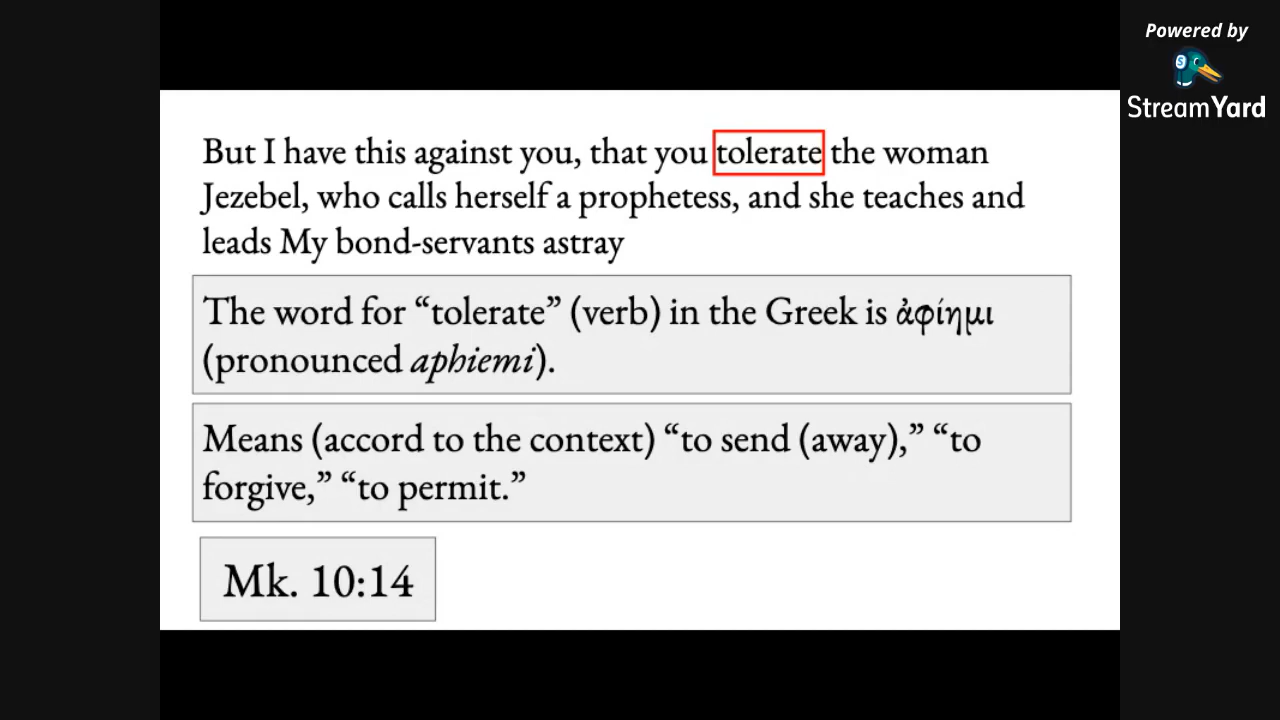 Powered by
StreamYard
But I have this against you, that you tolerate the woman
Jezebel, who calls herself a prophetess, and she teaches and
leads My bond-servants astray
The word for “tolerate” (verb) in the Greek is ἀφίημι
(pronounced aphiemi).
Means (accord to the context) “to send (away),” “to
forgive,” “to permit.”
Mk. 10:14